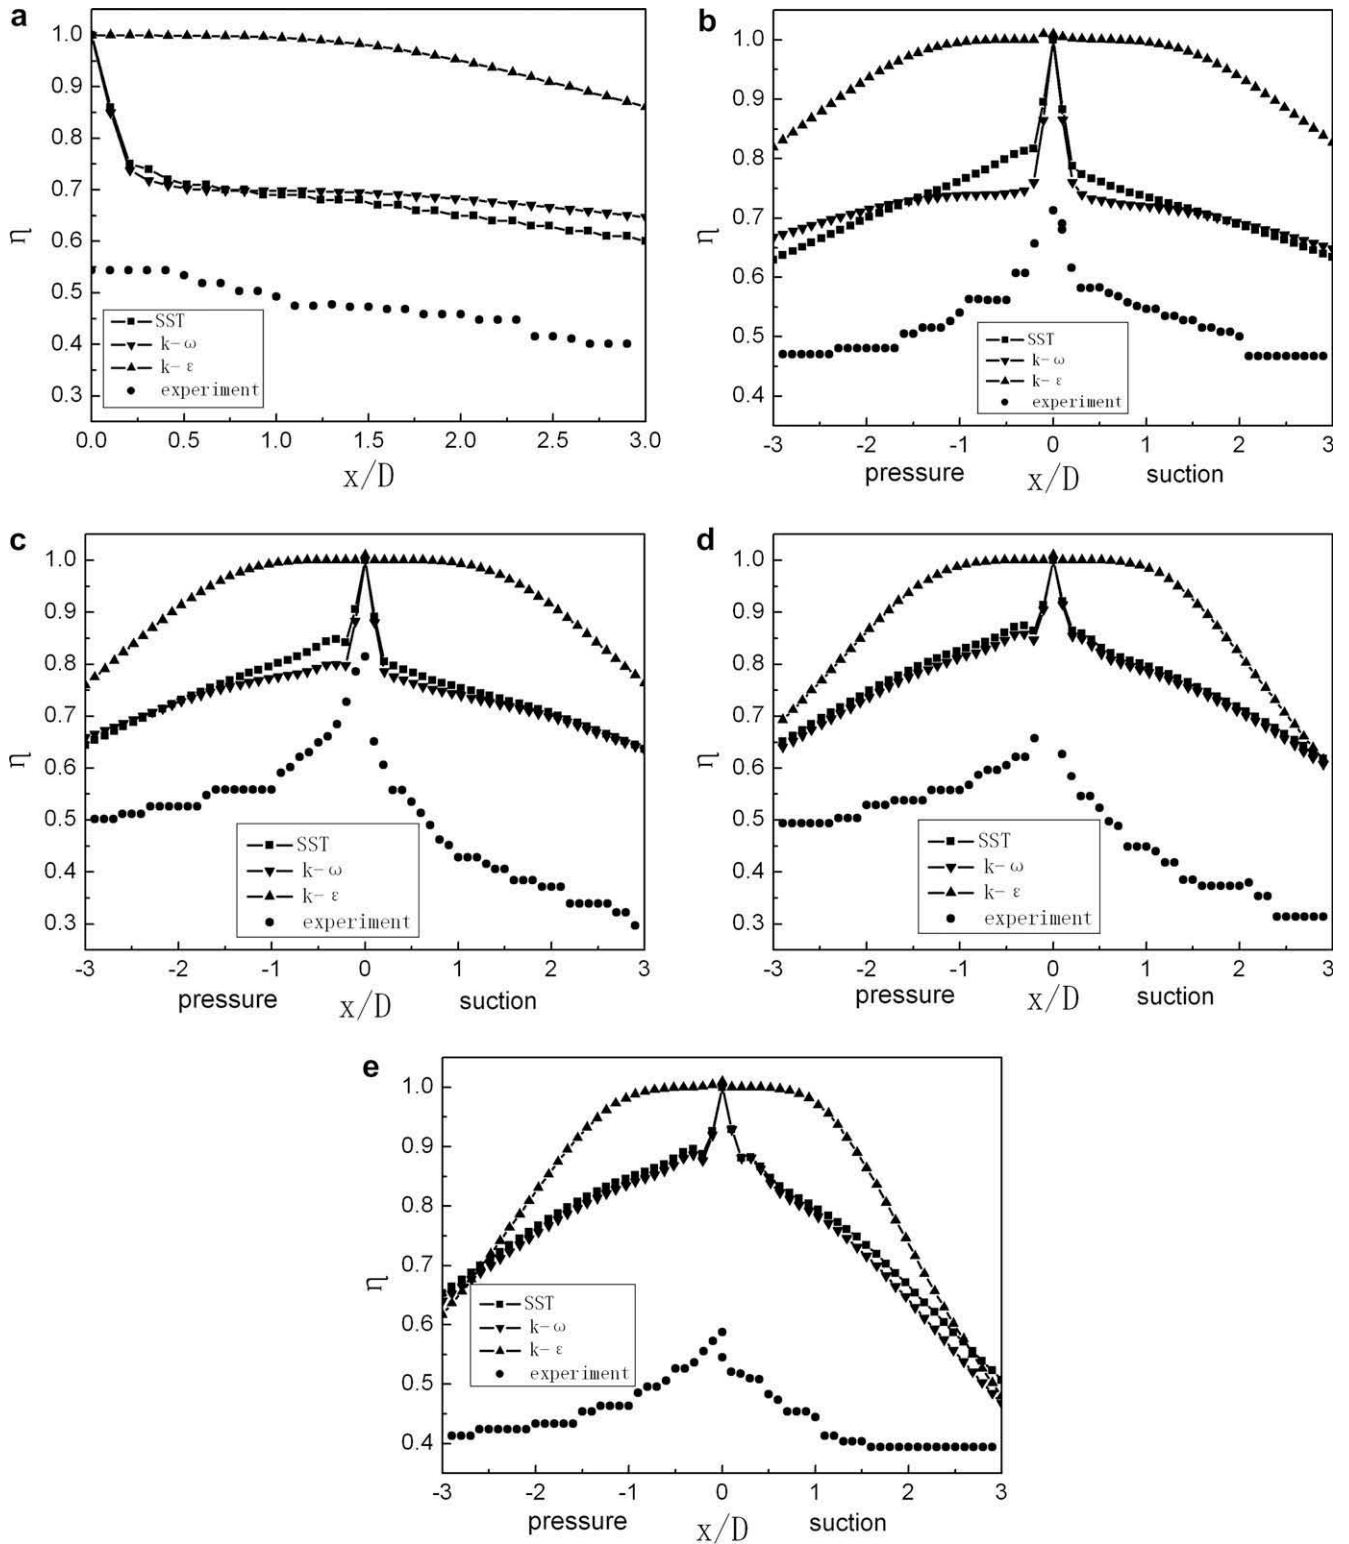 a
1.0
0.9
0.8
0.7
0.6
0.5
0.4
0.3
η
SST
k-ω
k-ε
experiment
0.0 0.5 1.0 1.5 2.0 2.5 3.0
x/D
b
1.0
0.9
0.8
0.7
0.6
0.5
0.4
η
SST
k-ω
k-ε
experiment
-3 -2 -1 0 1 2 3
pressure x/D suction
c
1.0
0.9
0.8
0.7
0.6
0.5
0.4
0.3
η
SST
k-ω
k-ε
experiment
-3 -2 -1 0 1 2 3
pressure x/D suction
d
1.0
0.9
0.8
0.7
0.6
0.5
0.4
0.3
η
SST
k-ω
k-ε
experiment
-3 -2 -1 0 1 2 3
pressure x/D suction
e
1.0
0.9
0.8
0.7
0.6
0.5
0.4
η
SST
k-ω
k-ε
experiment
-3 -2 -1 0 1 2 3
pressure x/D suction